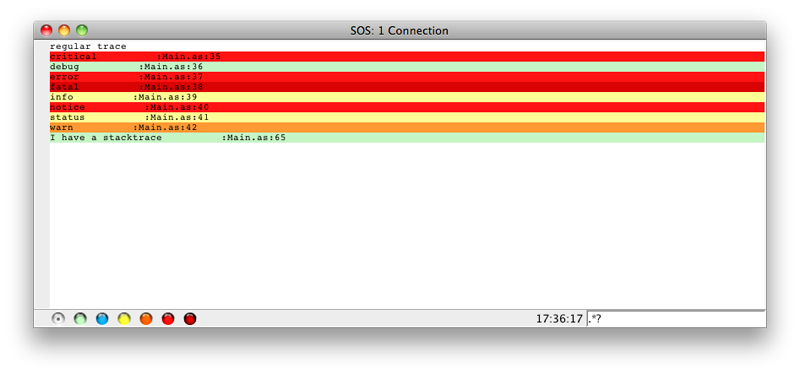 SOS: 1 Connection
regular trace
critical :Main.as:35
debug :Main.as:36
error :Main.as:37
fatal :Main.as:38
info :Main.as:39
notice :Main.as:40
status :Main.as:41
warn :Main.as:42
I have a stacktrace :Main.as:65
17:36:17 .*?